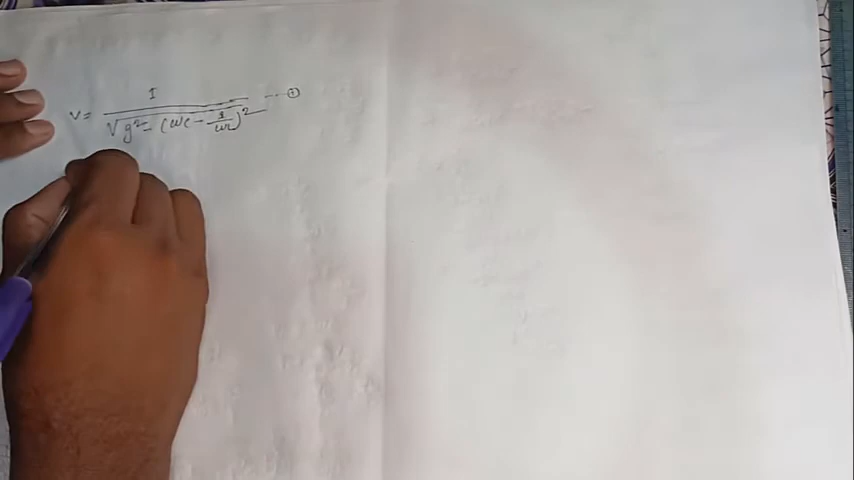 V = I / √g² - (ωc - 1/ωL)² --- ①